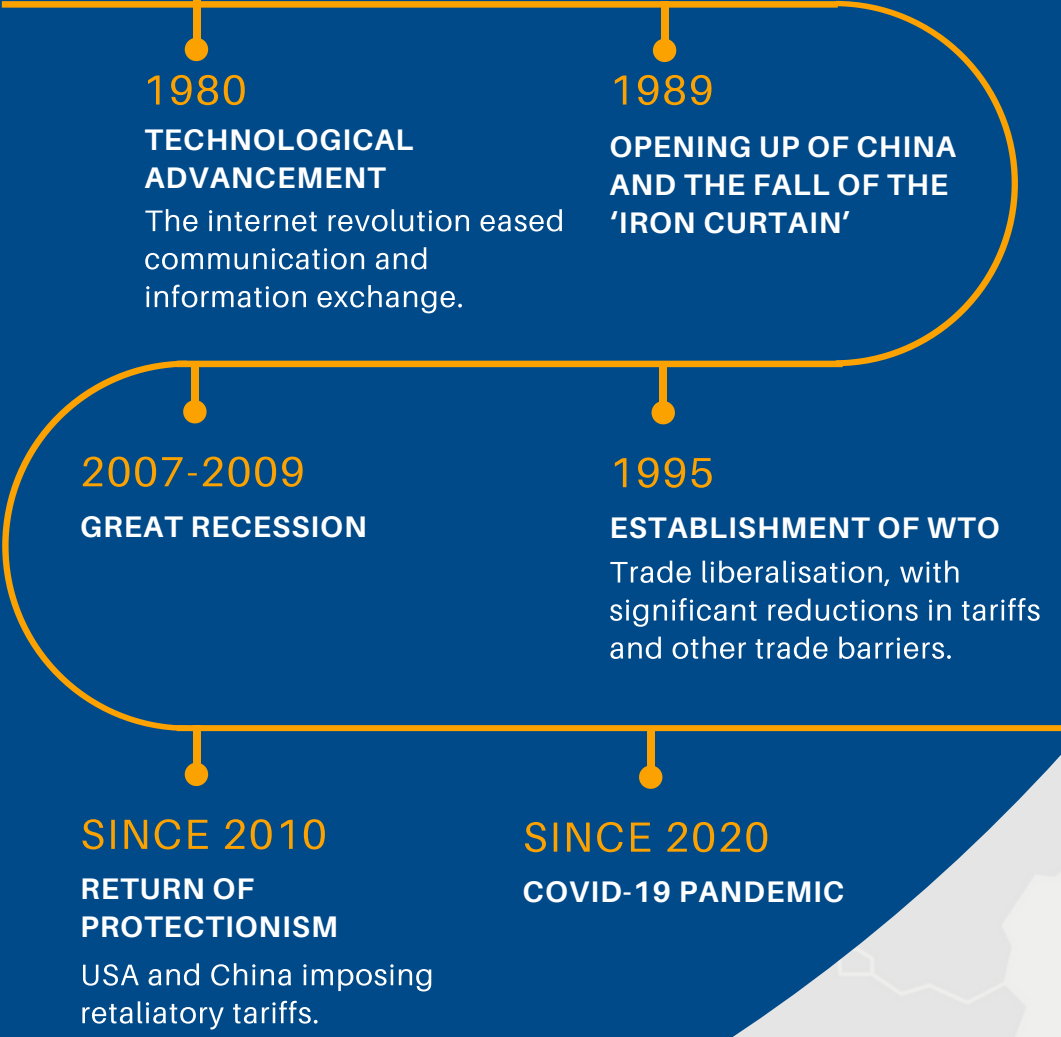 1980
TECHNOLOGICAL
ADVANCEMENT
The internet revolution eased
communication and
information exchange.
1989
OPENING UP OF CHINA
AND THE FALL OF THE
‘IRON CURTAIN’
1995
ESTABLISHMENT OF WTO
Trade liberalisation, with
significant reductions in tariffs
and other trade barriers.
2007-2009
GREAT RECESSION
SINCE 2010
RETURN OF
PROTECTIONISM
USA and China imposing
retaliatory tariffs.
SINCE 2020
COVID-19 PANDEMIC